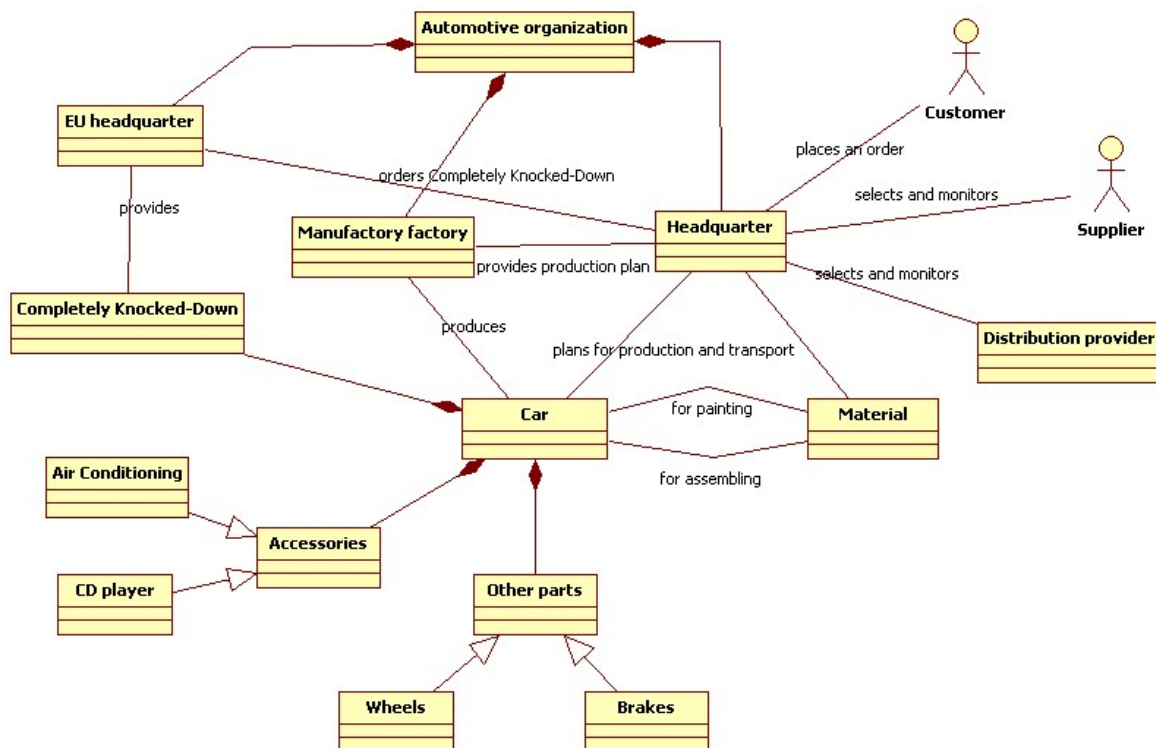 Automotive organization
EU headquarter
Customer
places an order
orders Completely Knocked-Down
provides
selects and monitors
Manufactory factory
Headquarter
Supplier
provides production plan
selects and monitors
Completely Knocked-Down
produces
Distribution provider
plans for production and transport
Car
for painting
Material
Air Conditioning
for assembling
Accessories
CD player
Other parts
Wheels
Brakes